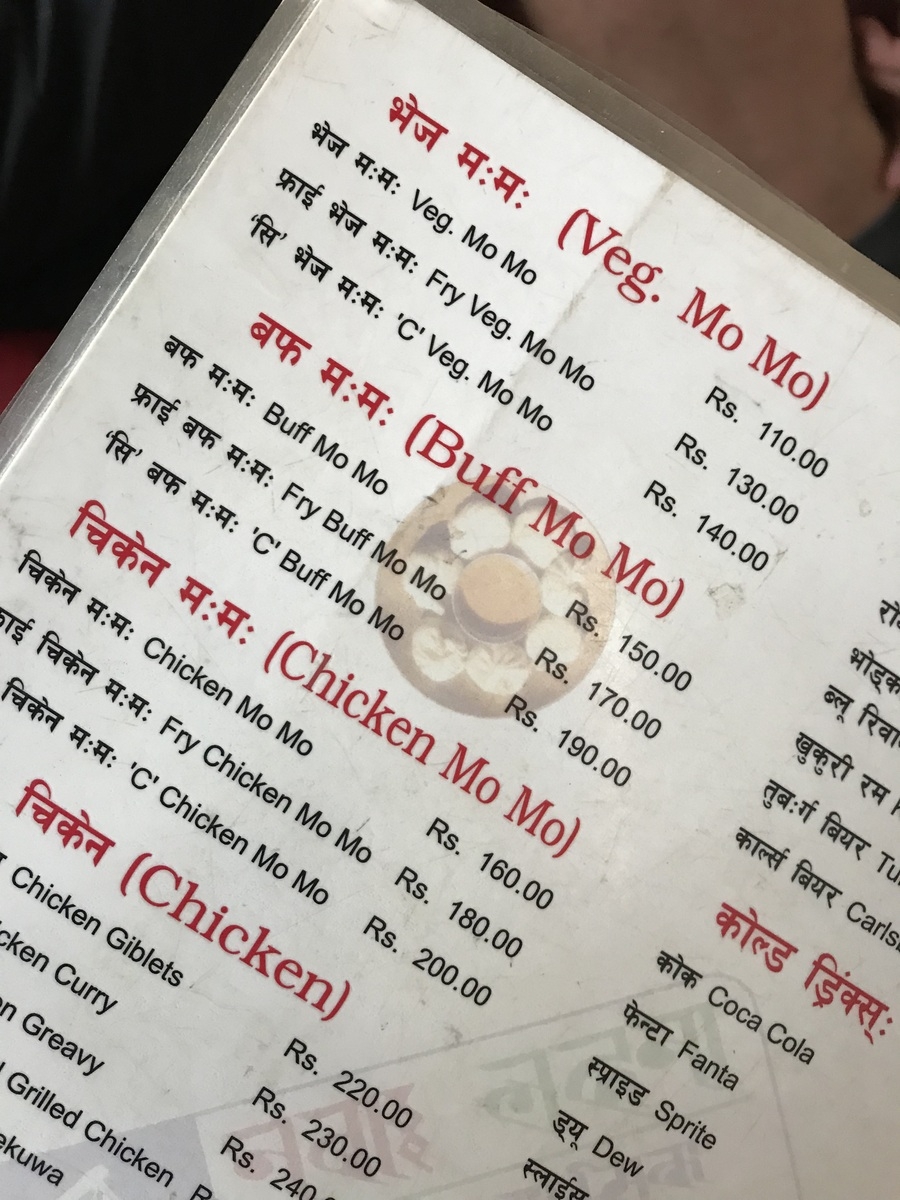 भेज म:म: (Veg. Mo Mo)
भेज म:म: Veg. Mo Mo Rs. 110.00
फ्राई भेज म:म: Fry Veg. Mo Mo Rs. 130.00
'सि' भेज म:म: 'C' Veg. Mo Mo Rs. 140.00
बफ म:म: (Buff Mo Mo)
बफ म:म: Buff Mo Mo Rs. 150.00
फ्राई बफ म:म: Fry Buff Mo Mo Rs. 170.00
'सि' बफ म:म: 'C' Buff Mo Mo Rs. 190.00
चिकेन म:म: (Chicken Mo Mo)
चिकेन म:म: Chicken Mo Mo Rs. 160.00
चिकेन म:म: Fry Chicken Mo Mo Rs. 180.00
चिकेन म:म: 'C' Chicken Mo Mo Rs. 200.00
चिकेन (Chicken)
Chicken Giblets Rs. 220.00
Curry Rs. 230.00
Greavy Rs. 240.
Grilled Chicken
ब्लू
खुकुरी रम
तुबःर्ग बियर
कार्ल्स बियर
कोल्ड ड्रिंक्स:
कोक Coca Cola
फेन्टा Fanta
स्प्राइड Sprite
ड्यू Dew
स्लाईस